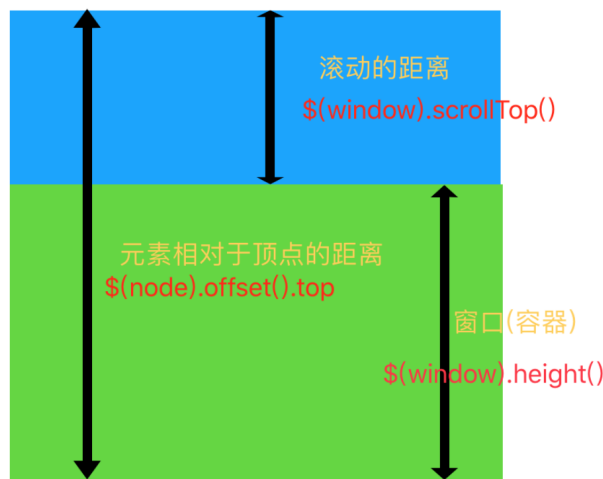 滚动的距离
$(window).scrollTop()
元素相对于顶点的距离
$(node).offset().top
窗口(容器)
$(window).height()